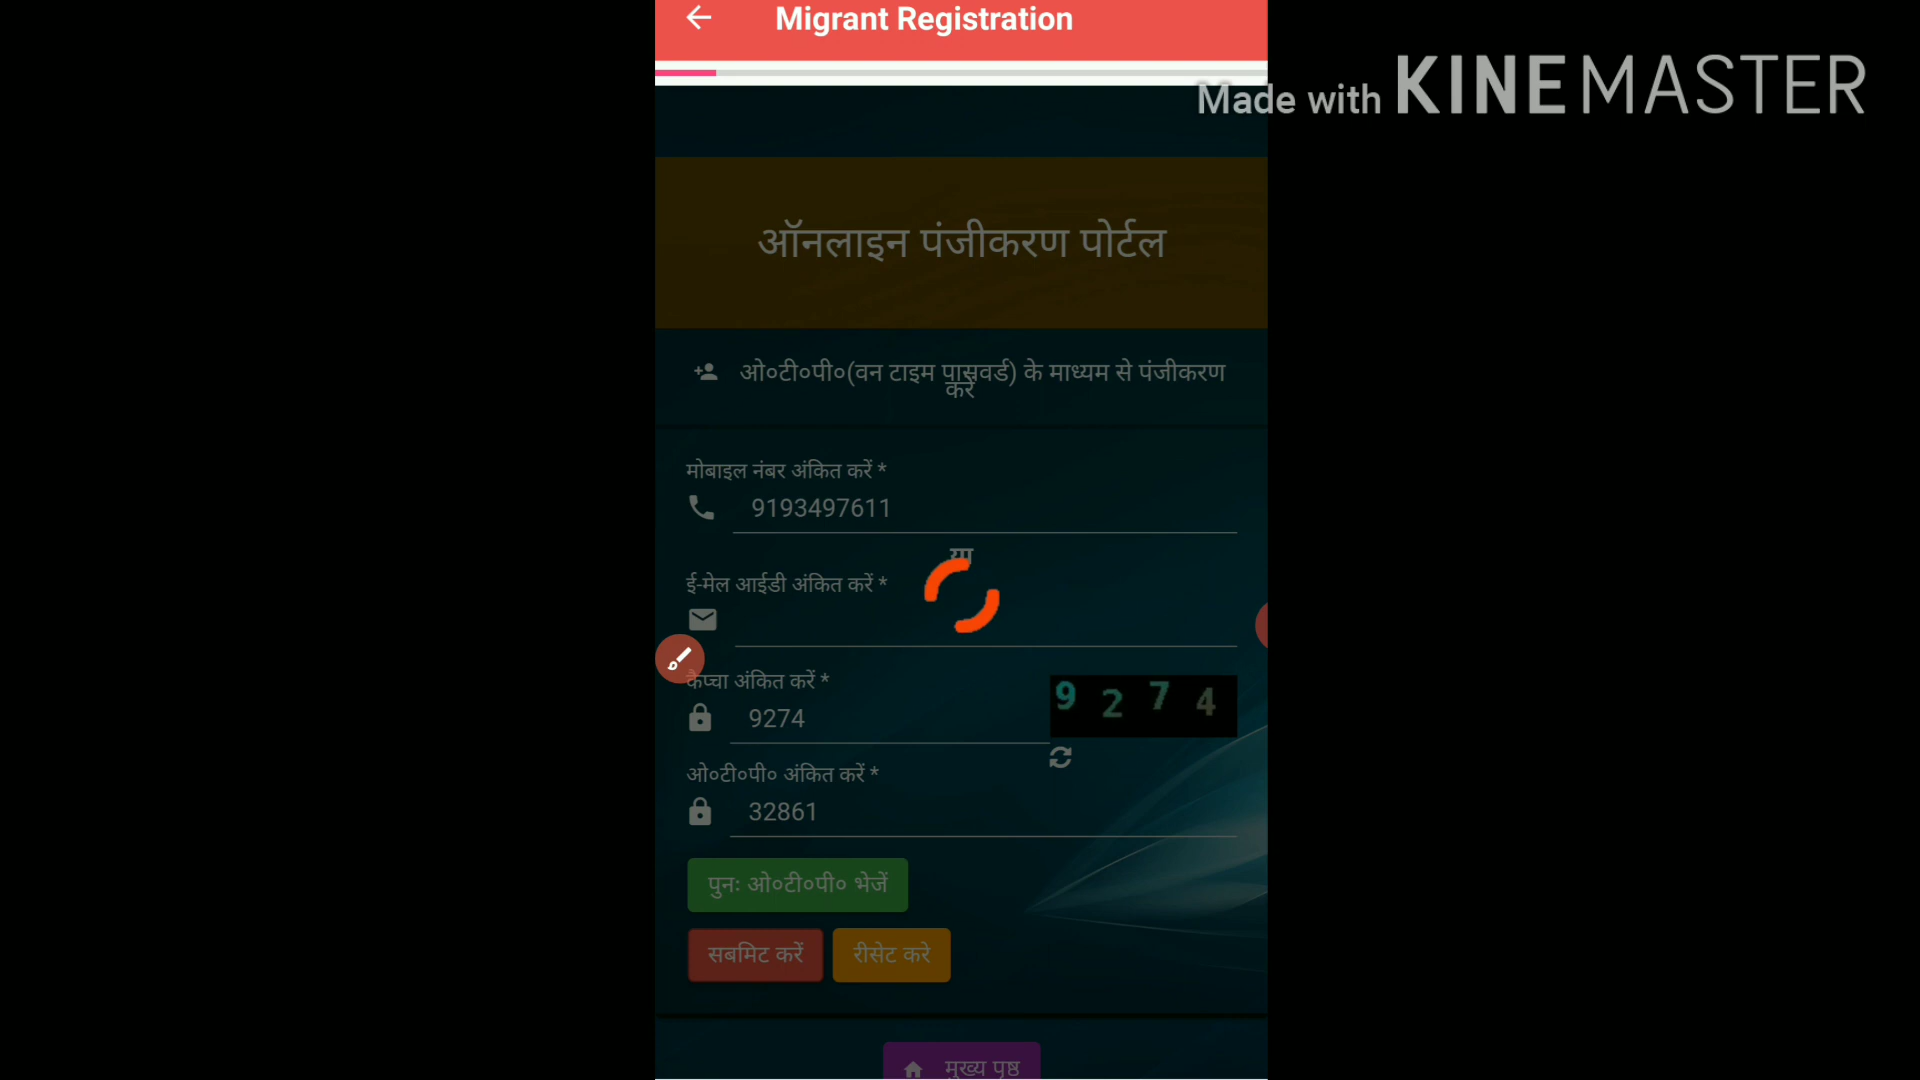 Migrant Registration
Made with KINEMASTER
ऑनलाइन पंजीकरण पोर्टल
ओ०टी०पी०(वन टाइम पासवर्ड) के माध्यम से पंजीकरण
करें
मोबाइल नंबर अंकित करें *
9193497611
या
ई-मेल आईडी अंकित करें *
कैप्चा अंकित करें *
9274
9 2 7 4
ओ०टी०पी० अंकित करें *
32861
पुनः ओ०टी०पी० भेजें
सबमिट करें
रीसेट करे
मुख्य पृष्ठ